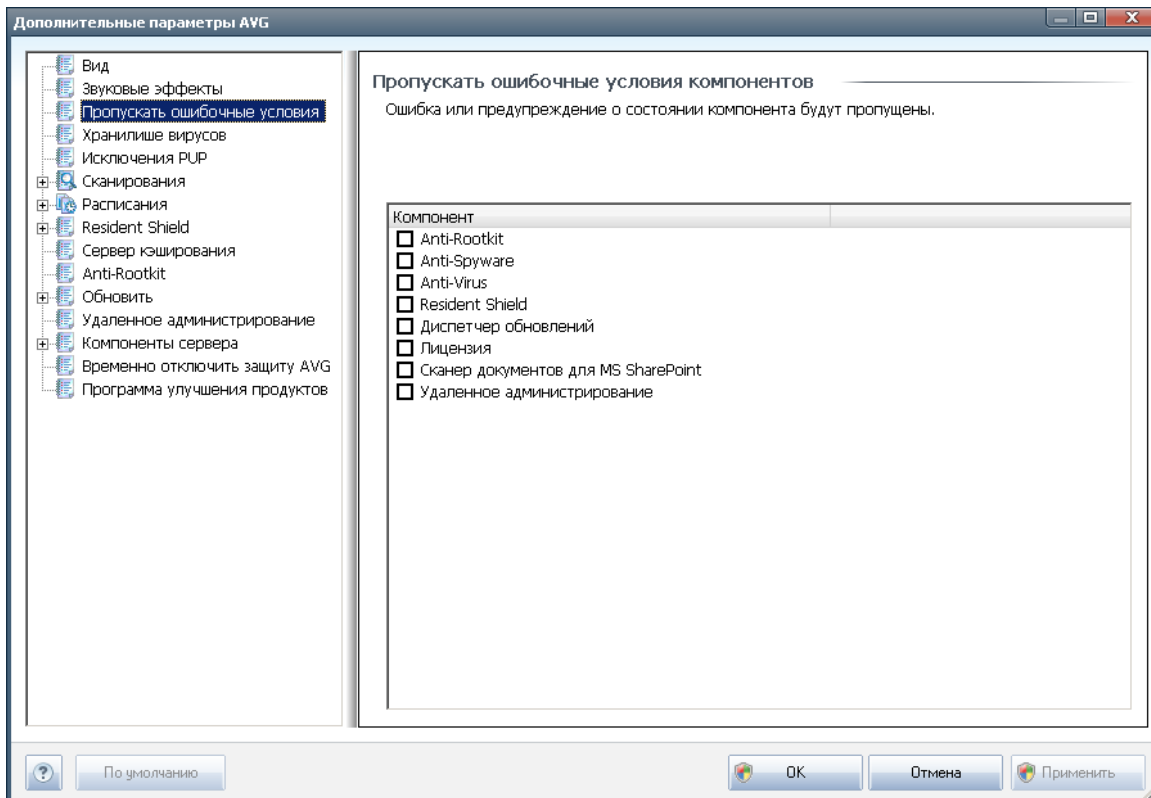 Дополнительные параметры AVG
Вид
Звуковые эффекты
Пропускать ошибочные условия
Хранилише вирусов
Исключения PUP
Сканирования
Расписания
Resident Shield
Сервер кэширования
Anti-Rootkit
Обновить
Удаленное администрирование
Компоненты сервера
Временно отключить защиту AVG
Программа улучшения продуктов
Пропускать ошибочные условия компонентов
Ошибка или предупреждение о состоянии компонента будут пропущены.
Компонент
Anti-Rootkit
Anti-Spyware
Anti-Virus
Resident Shield
Диспетчер обновлений
Лицензия
Сканер документов для MS SharePoint
Удаленное администрирование
?
По умолчанию
OK
Отмена
Применить